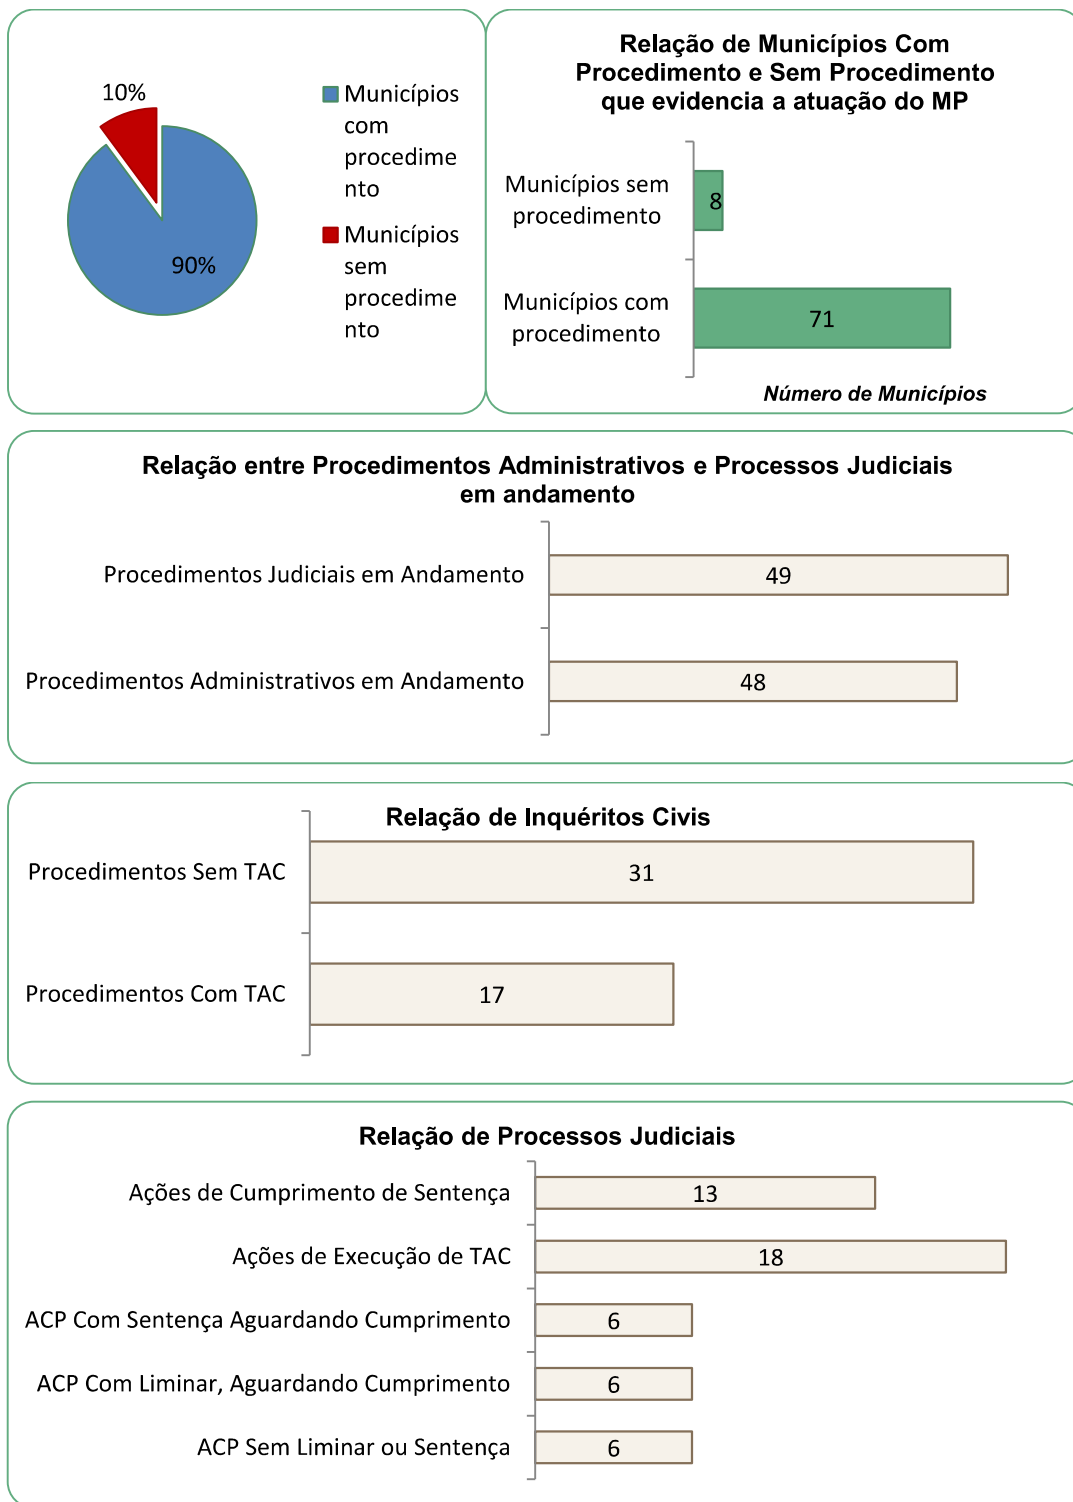 10%
90%
Municípios
com
procedime
nto
Municípios
sem
procedime
nto
Relação de Municípios Com
Procedimento e Sem Procedimento
que evidencia a atuação do MP
Municípios sem
procedimento
8
Municípios com
procedimento
71
Número de Municípios
Relação entre Procedimentos Administrativos e Processos Judiciais
em andamento
Procedimentos Judiciais em Andamento
49
Procedimentos Administrativos em Andamento
48
Relação de Inquéritos Civis
Procedimentos Sem TAC
31
Procedimentos Com TAC
17
Relação de Processos Judiciais
Ações de Cumprimento de Sentença
13
Ações de Execução de TAC
18
ACP Com Sentença Aguardando Cumprimento
6
ACP Com Liminar, Aguardando Cumprimento
6
ACP Sem Liminar ou Sentença
6